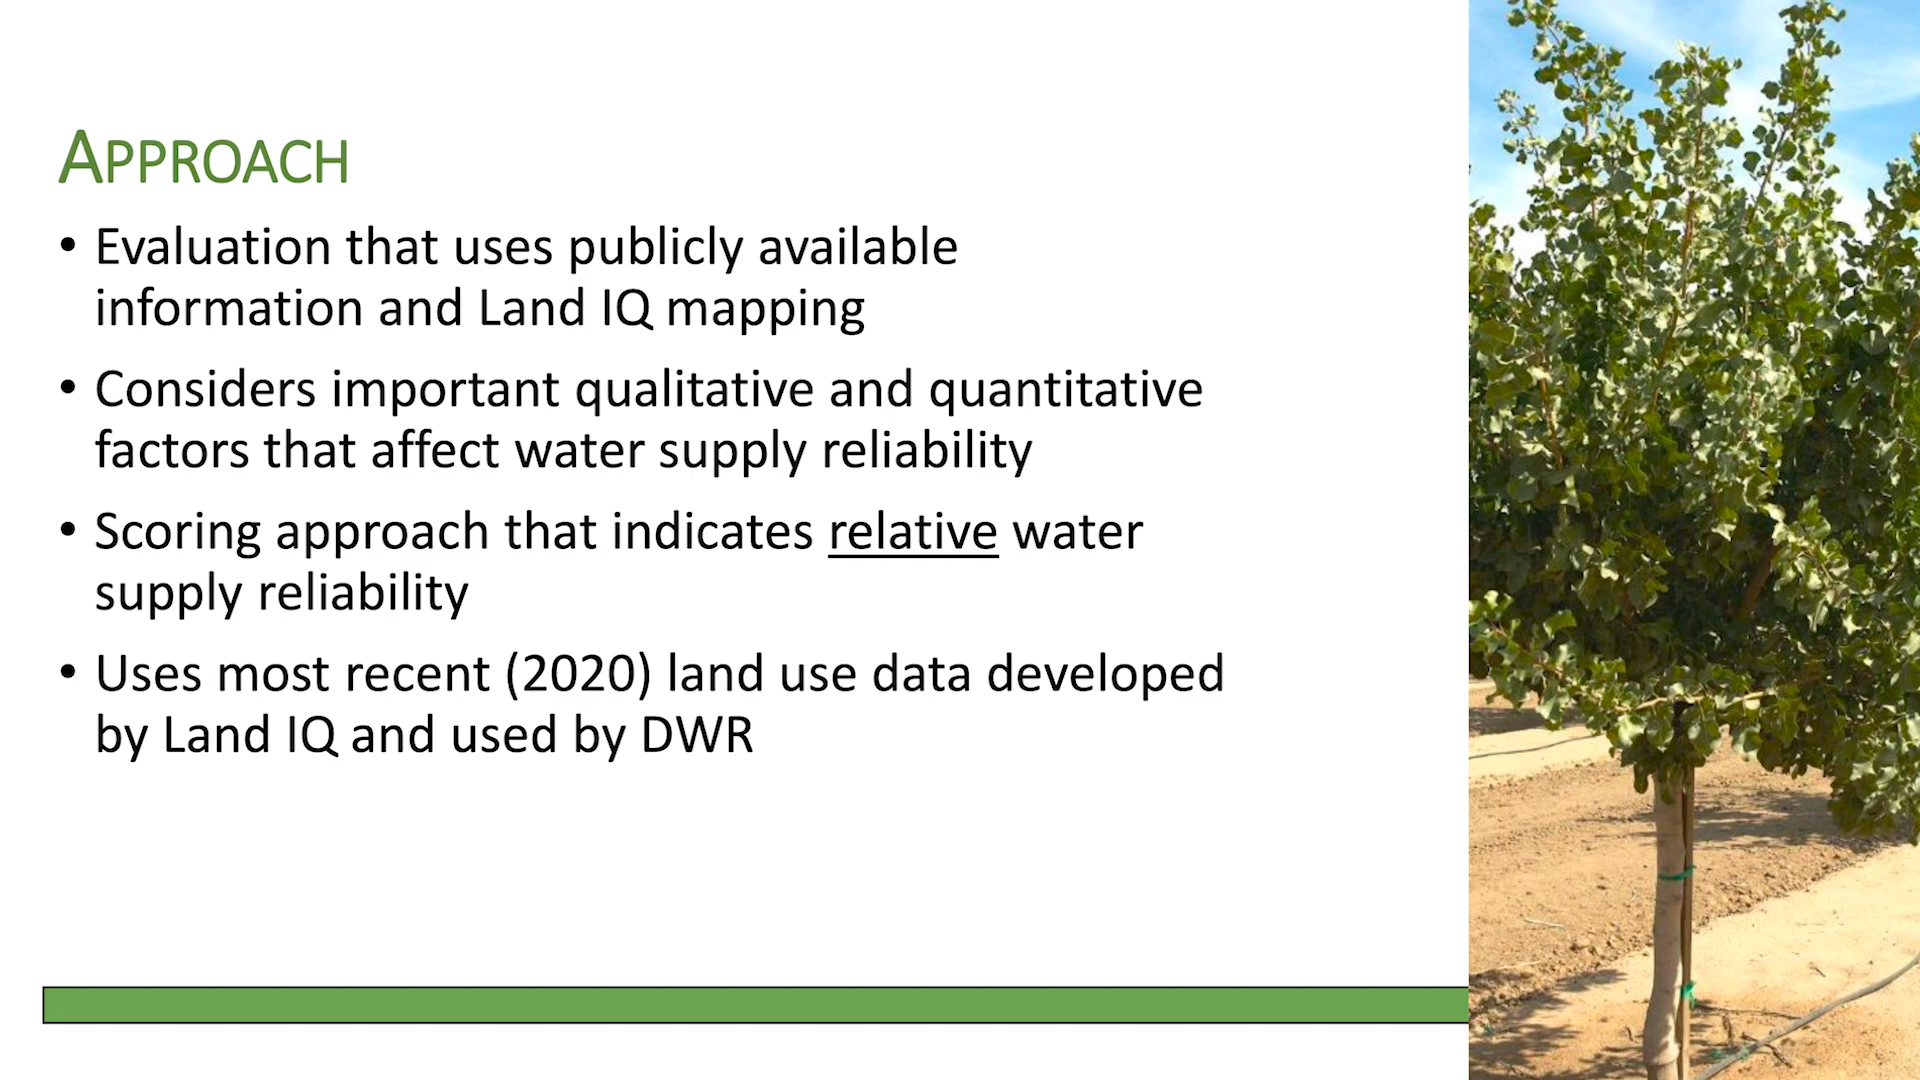 APPROACH
• Evaluation that uses publicly available
information and Land IQ mapping
• Considers important qualitative and quantitative
factors that affect water supply reliability
• Scoring approach that indicates relative water
supply reliability
• Uses most recent (2020) land use data developed
by Land IQ and used by DWR